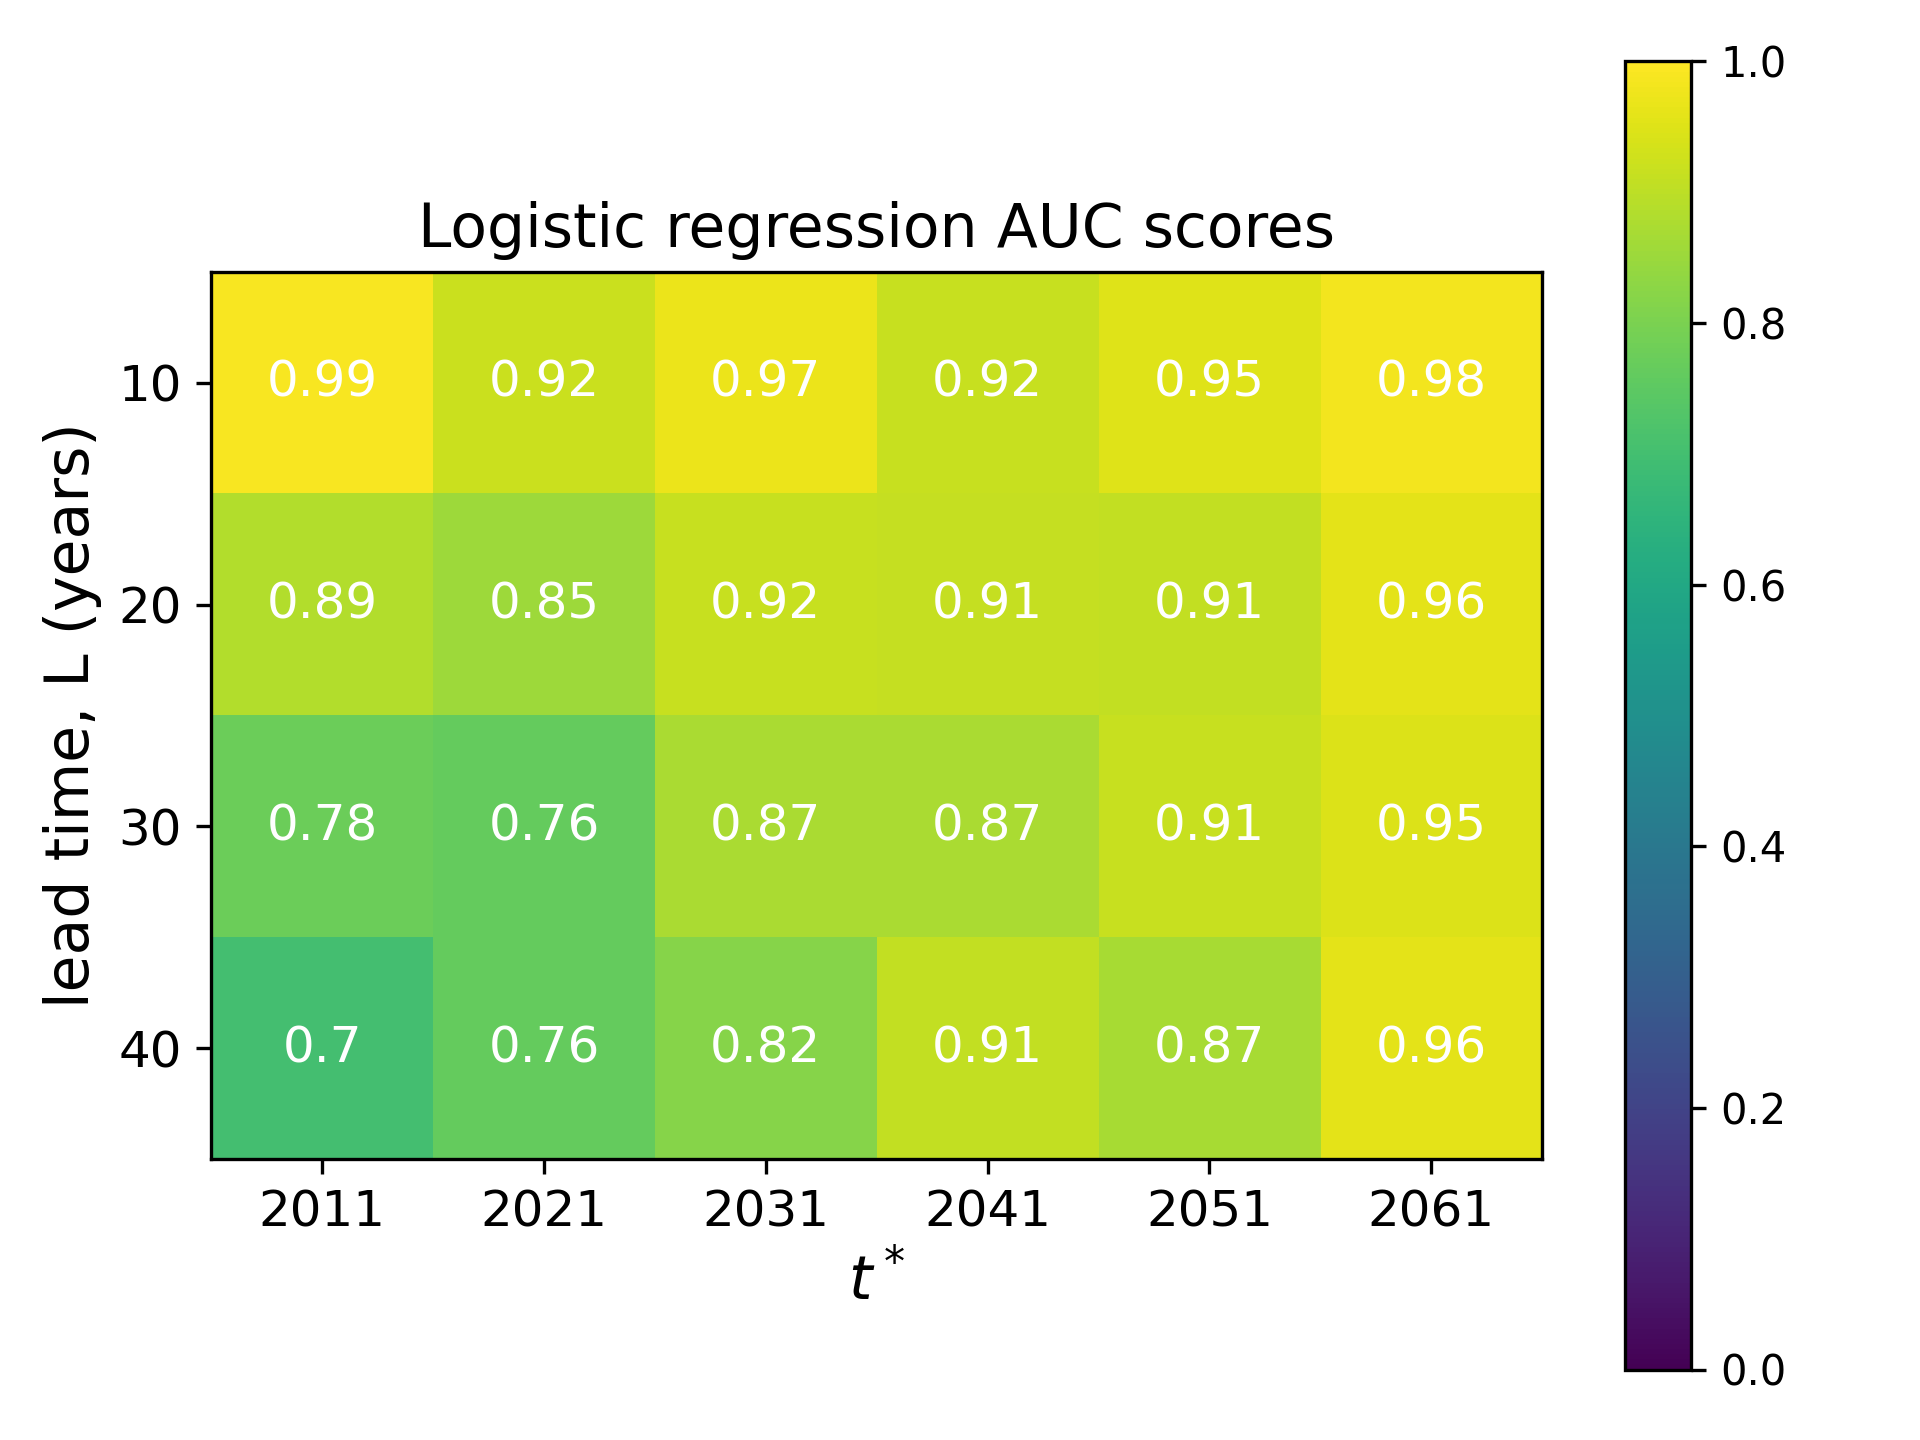 Logistic regression AUC scores
lead time, L (years)
10 0.99 0.92 0.97 0.92 0.95 0.98
20 0.89 0.85 0.92 0.91 0.91 0.96
30 0.78 0.76 0.87 0.87 0.91 0.95
40 0.7 0.76 0.82 0.91 0.87 0.96
2011 2021 2031 2041 2051 2061
t*
1.0
0.8
0.6
0.4
0.2
0.0